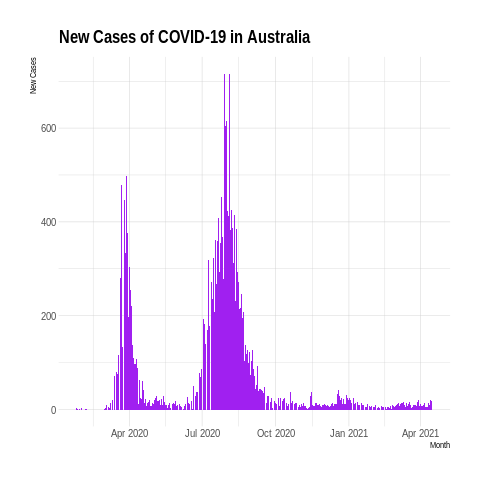 New Cases of COVID-19 in Australia
New Cases
600
400
200
0
Apr 2020 Jul 2020 Oct 2020 Jan 2021 Apr 2021
Month